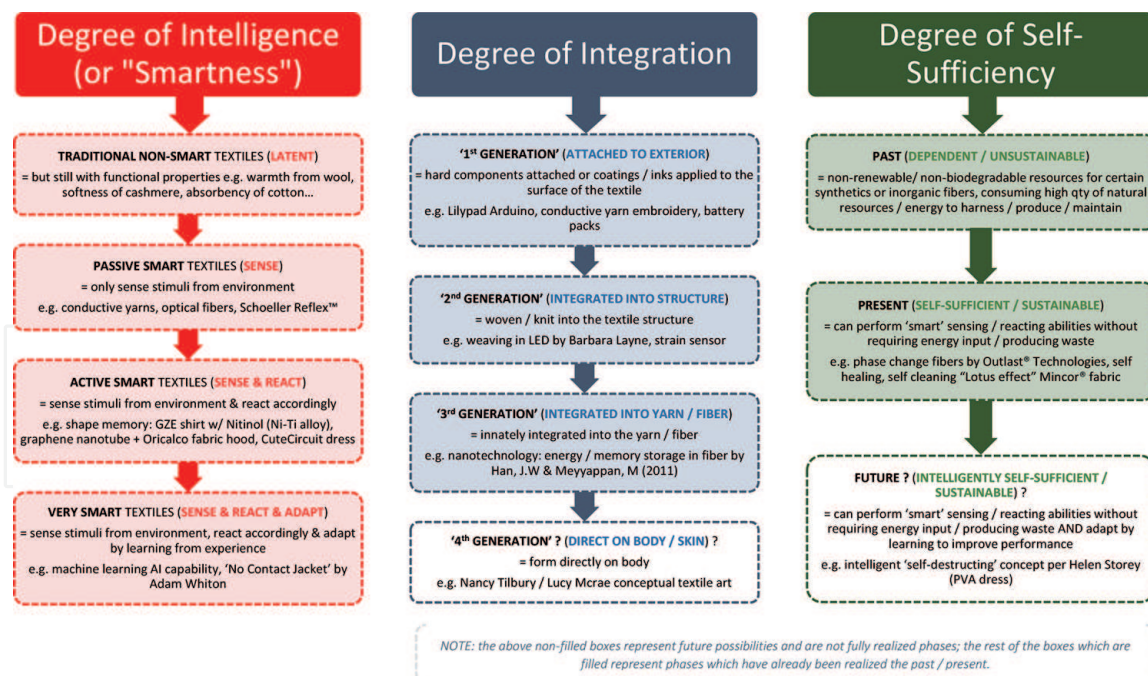 Degree of Intelligence
(or "Smartness")
TRADITIONAL NON-SMART TEXTILES (LATENT)
= but still with functional properties e.g. warmth from wool,
softness of cashmere, absorbency of cotton...
PASSIVE SMART TEXTILES (SENSE)
= only sense stimuli from environment
e.g. conductive yarns, optical fibers, Schoeller Reflex™
ACTIVE SMART TEXTILES (SENSE & REACT)
= sense stimuli from environment & react accordingly
e.g. shape memory: GZE shirt w/ Nitinol (Ni-Ti alloy),
graphene nanotube + Oricalco fabric hood, CuteCircuit dress
VERY SMART TEXTILES (SENSE & REACT & ADAPT)
= sense stimuli from environment, react accordingly & adapt
by learning from experience
e.g. machine learning AI capability, 'No Contact Jacket' by
Adam Whiton
Degree of Integration
'1st GENERATION' (ATTACHED TO EXTERIOR)
= hard components attached or coatings / inks applied to the
surface of the textile
e.g. Lilypad Arduino, conductive yarn embroidery, battery
packs
'2nd GENERATION' (INTEGRATED INTO STRUCTURE)
= woven / knit into the textile structure
e.g. weaving in LED by Barbara Layne, strain sensor
'3rd GENERATION' (INTEGRATED INTO YARN / FIBER)
= innately integrated into the yarn / fiber
e.g. nanotechnology: energy / memory storage in fiber by
Han, J.W & Meyyappan, M (2011)
'4th GENERATION' ? (DIRECT ON BODY / SKIN) ?
= form directly on body
e.g. Nancy Tilbury / Lucy Mcrae conceptual textile art
Degree of Self-
Sufficiency
PAST (DEPENDENT / UNSUSTAINABLE)
= non-renewable/ non-biodegradable resources for certain
synthetics or inorganic fibers, consuming high qty of natural
resources / energy to harness / produce / maintain
PRESENT (SELF-SUFFICIENT / SUSTAINABLE)
= can perform 'smart' sensing / reacting abilities without
requiring energy input / producing waste
e.g. phase change fibers by Outlast® Technologies, self
healing, self cleaning "Lotus effect" Mincor® fabric
FUTURE ? (INTELLIGENTLY SELF-SUFFICIENT /
SUSTAINABLE) ?
= can perform 'smart' sensing / reacting abilities without
requiring energy input / producing waste AND adapt by
learning to improve performance
e.g. intelligent 'self-destructing' concept per Helen Storey
(PVA dress)
NOTE: the above non-filled boxes represent future possibilities and are not fully realized phases; the rest of the boxes which are
filled represent phases which have already been realized the past / present.